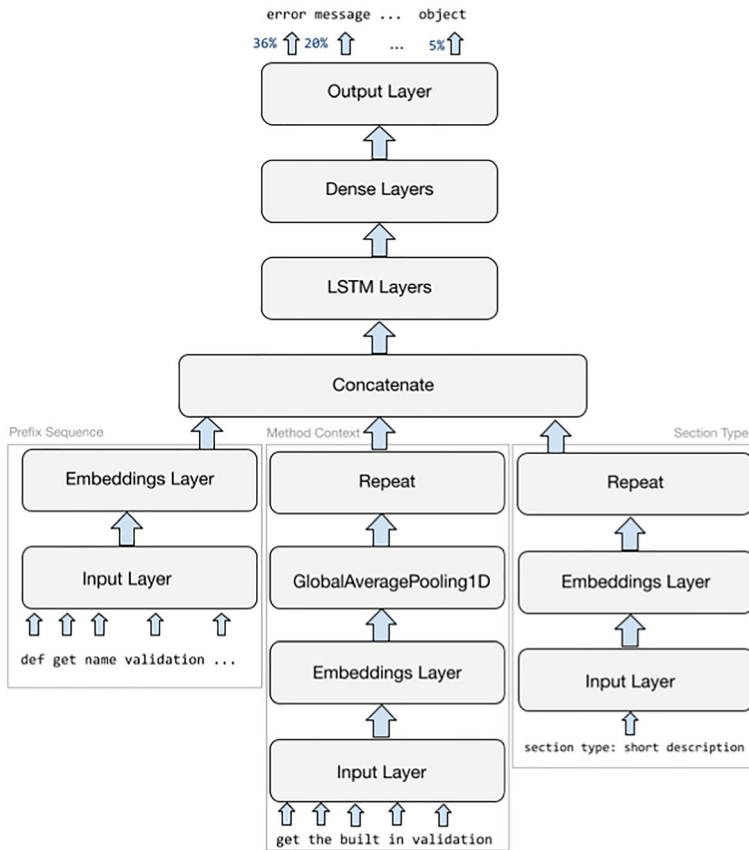 error message ... object
36% 20% ... 5%
Output Layer
Dense Layers
LSTM Layers
Concatenate
Prefix Sequence
Embeddings Layer
Input Layer
def get name validation ...
Method Context
Repeat
GlobalAveragePooling1D
Embeddings Layer
Input Layer
get the built in validation
Section Type
Repeat
Embeddings Layer
Input Layer
section type: short description